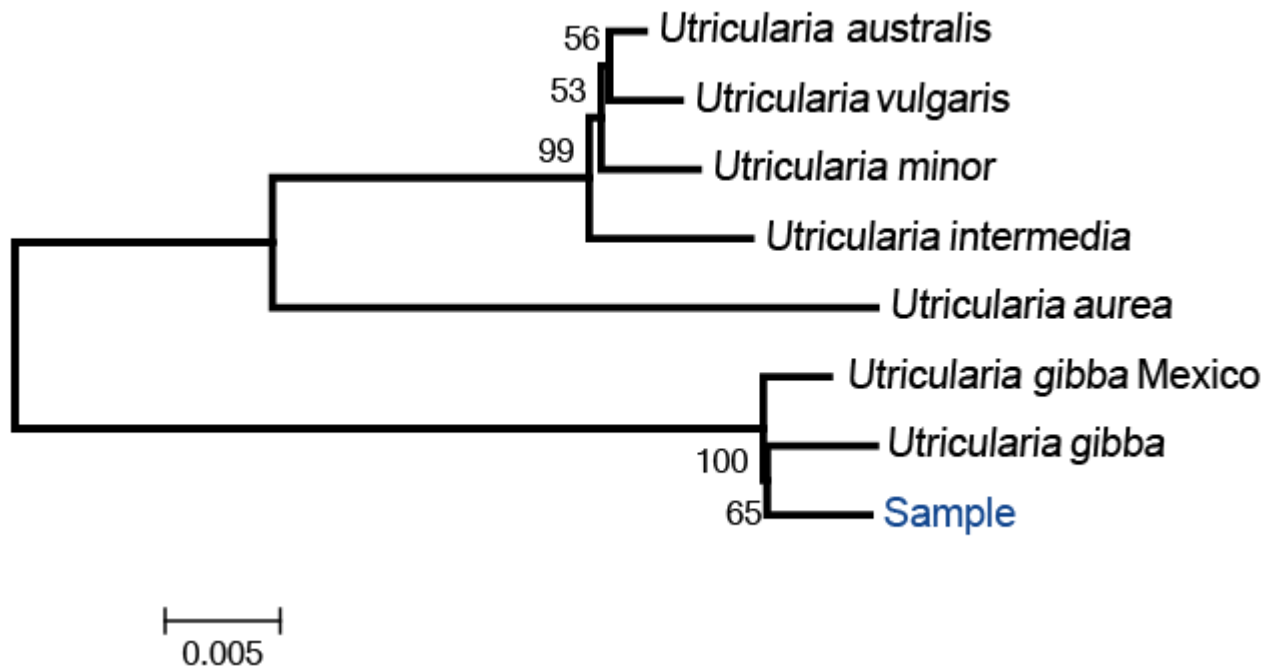 56
Utricularia australis
53
Utricularia vulgaris
99
Utricularia minor
Utricularia intermedia
Utricularia aurea
Utricularia gibba Mexico
Utricularia gibba
100
65
Sample
0.005